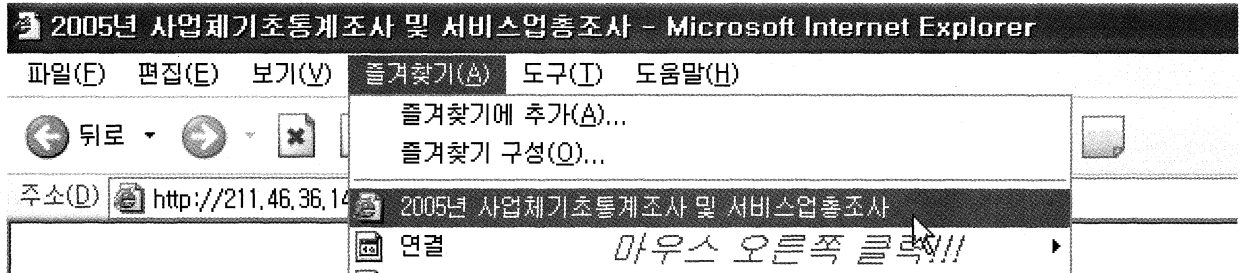 2005년 사업체기초통계조사 및 서비스업총조사 - Microsoft Internet Explorer
파일(F) 편집(E) 보기(V) 즐겨찾기(A) 도구(T) 도움말(H)
즐겨찾기에 추가(A)...
뒤로
즐겨찾기 구성(O)...
주소(D) http://211.46.36.14
2005년 사업체기초통계조사 및 서비스업총조사
연결 마우스 오른쪽 클릭!!!